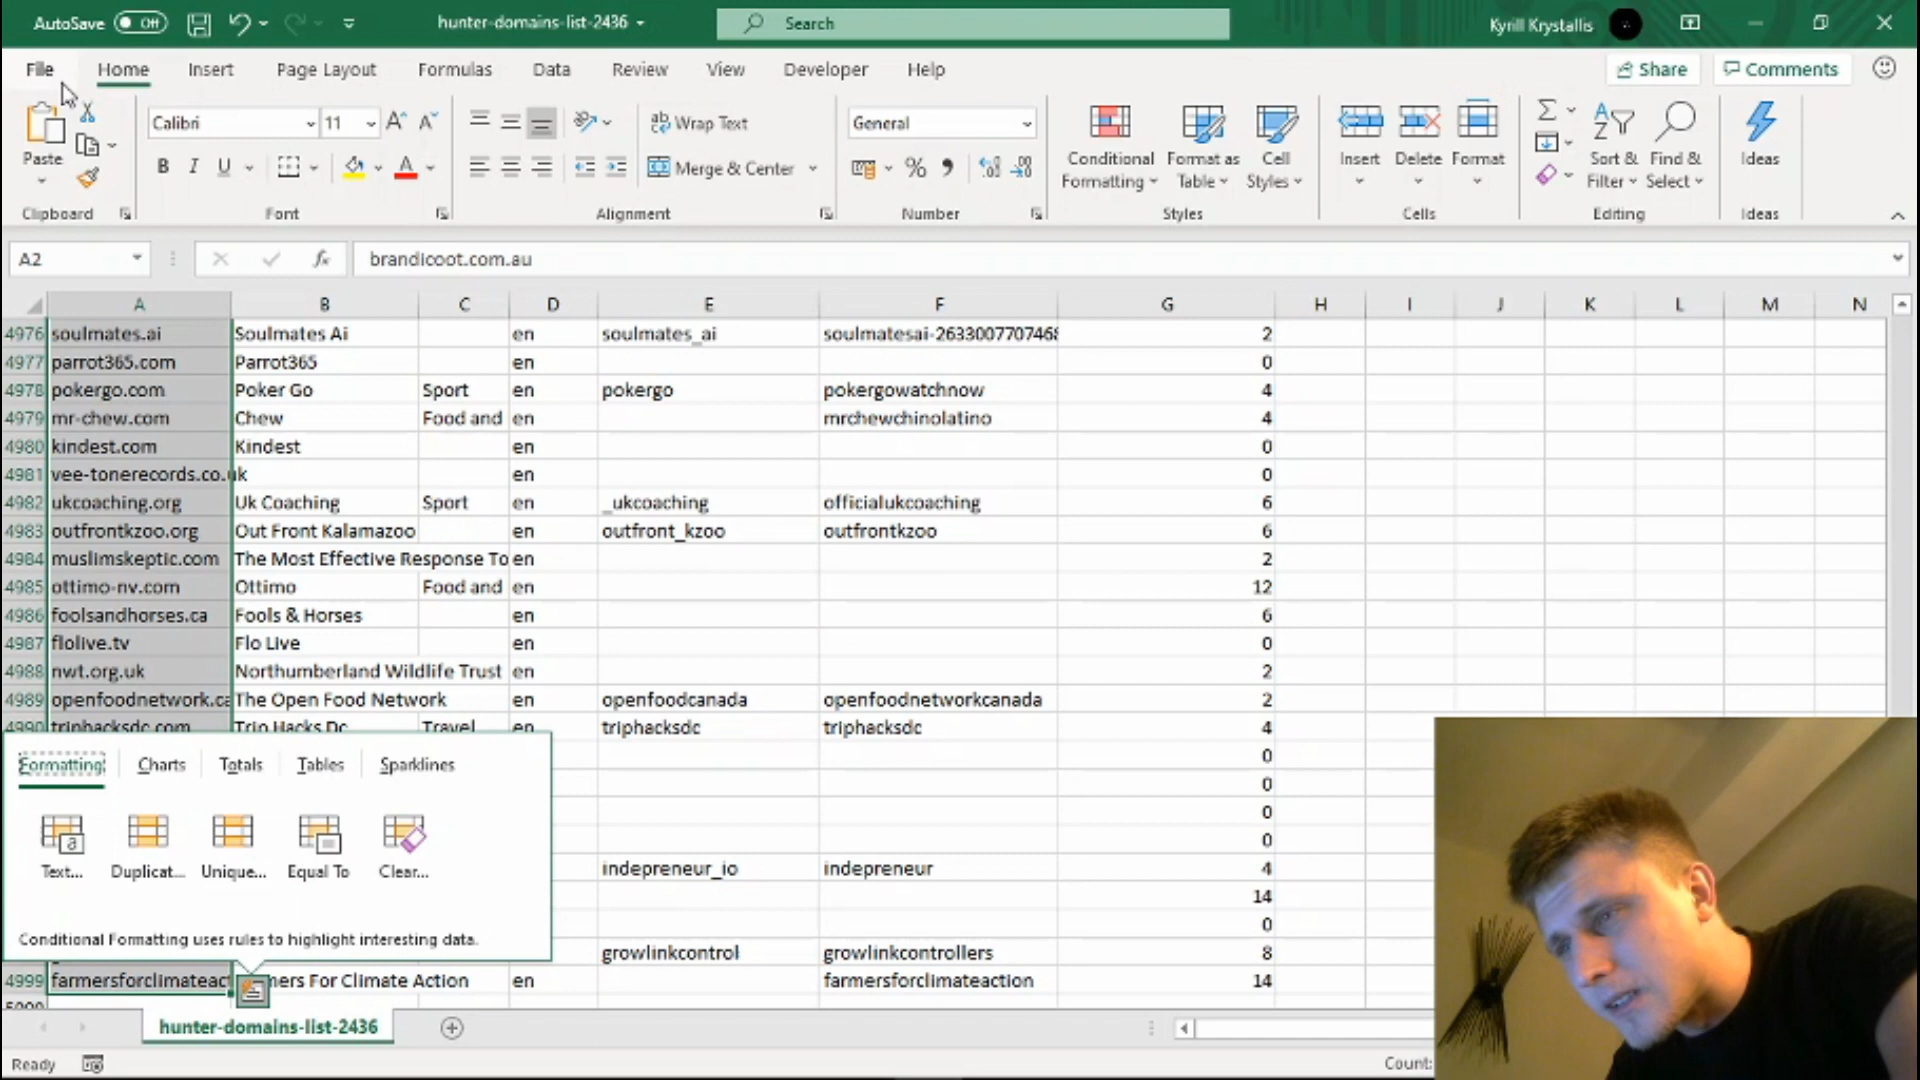 AutoSave Off hunter-domains-list-2436 Search Kyrill Krystallis
File Home Insert Page Layout Formulas Data Review View Developer Help Share Comments
Calibri 11 Wrap Text General
Paste B I U Merge & Center % Conditional Formatting Format as Table Cell Styles Insert Delete Format Sort & Filter Find & Select Ideas
Clipboard Font Alignment Number Styles Cells Editing Ideas
A2 fx brandicoot.com.au
A B C D E F G H I J K L M N
4976 soulmates.ai Soulmates Ai en soulmates_ai soulmatesai-263300770746 2
4977 parrot365.com Parrot365 en 0
4978 pokergo.com Poker Go Sport en pokergo pokergowatchnow 4
4979 mr-chew.com Chew Food and en mrchewchinolatino 4
4980 kindest.com Kindest en 0
4981 vee-tonerecords.co.uk en 0
4982 ukcoaching.org Uk Coaching Sport en _ukcoaching officialukcoaching 6
4983 outfrontkzoo.org Out Front Kalamazoo en outfront_kzoo outfrontkzoo 6
4984 muslimskeptic.com The Most Effective Response To en 2
4985 ottimo-nv.com Ottimo Food and en 12
4986 foolsandhorses.ca Fools & Horses en 6
4987 flolive.tv Flo Live en 0
4988 nwt.org.uk Northumberland Wildlife Trust en 2
4989 openfoodnetwork.ca The Open Food Network en openfoodcanada openfoodnetworkcanada 2
4990 triphacksdc.com Trip Hacks Dc Travel en triphacksdc triphacksdc 4
0
0
0
0
indepreneur_io indepreneur 4
14
0
growlinkcontrol growlinkcontrollers 8
4999 farmersforclimateact mers For Climate Action en farmersforclimateaction 14
Formatting Charts Totals Tables Sparklines
Text... Duplicat... Unique... Equal To Clear...
Conditional Formatting uses rules to highlight interesting data.
hunter-domains-list-2436
Ready Count: